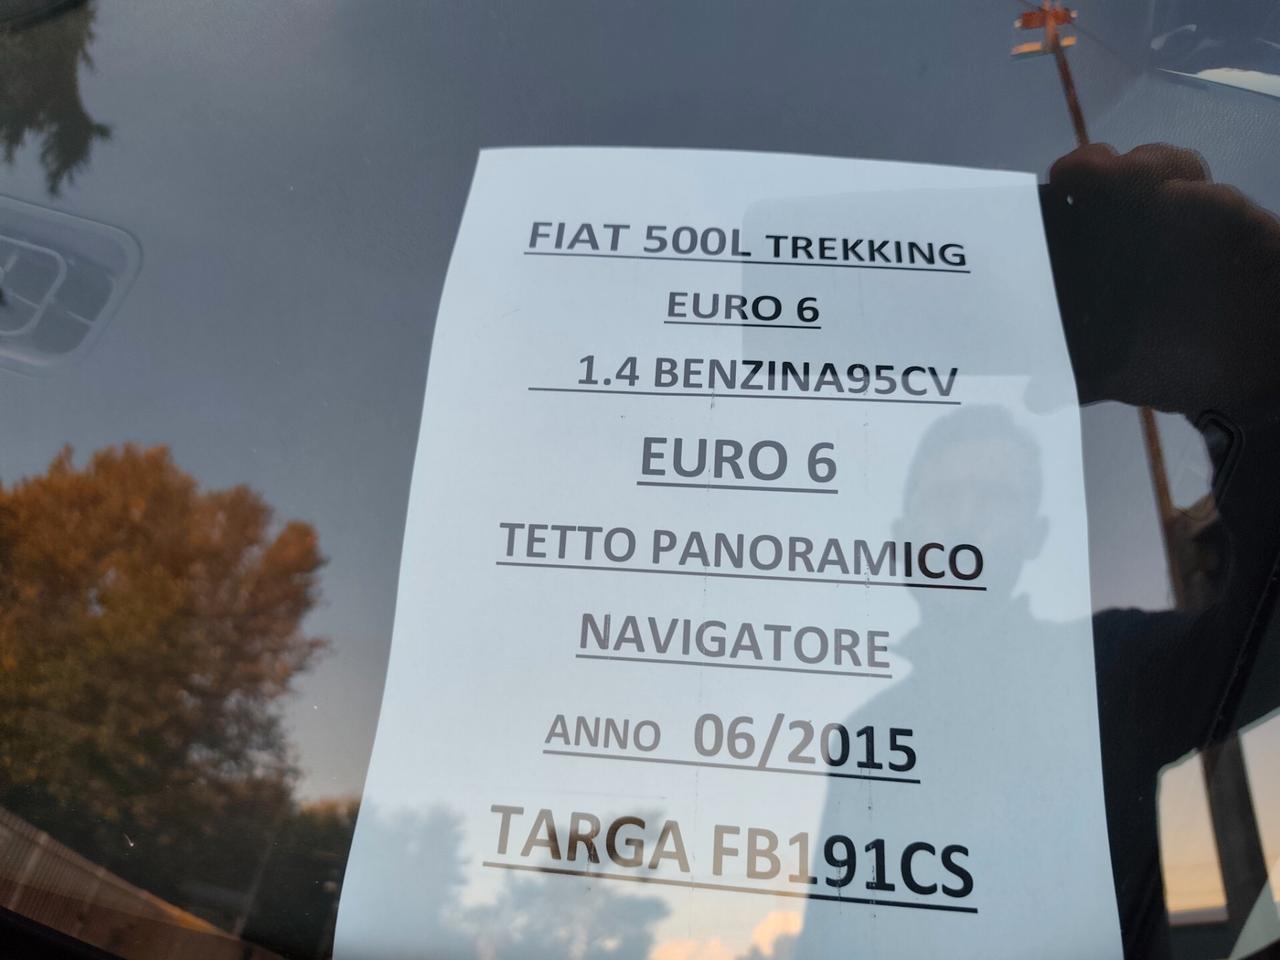 FIAT 500L TREKKING
EURO 6
1.4 BENZINA95CV
EURO 6
TETTO PANORAMICO
NAVIGATORE
ANNO 06/2015
TARGA FB191CS